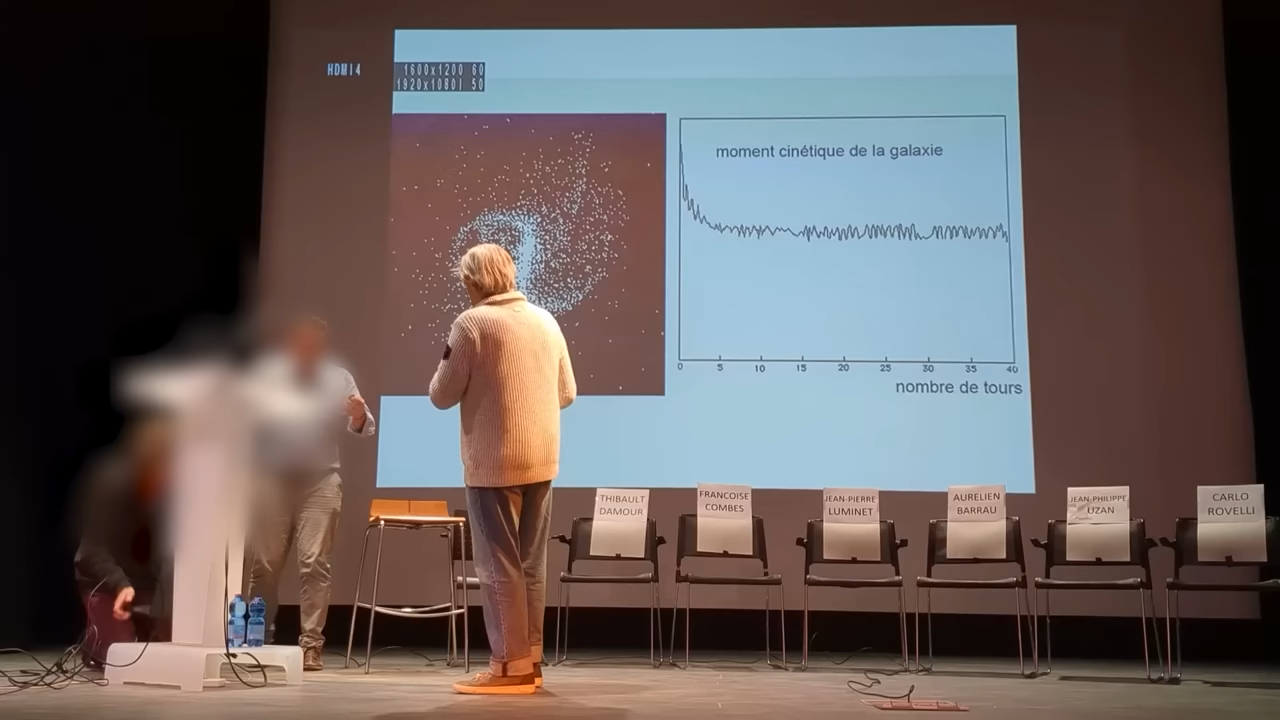 HDMI4
1600x1200 60
1920x1080I 50
moment cinétique de la galaxie
0 5 10 15 20 25 30 35 40
nombre de tours
THIBAULT
DAMOUR
FRANCOISE
COMBES
JEAN-PIERRE
LUMINET
AURELIEN
BARRAU
JEAN-PHILIPPE
UZAN
CARLO
ROVELLI